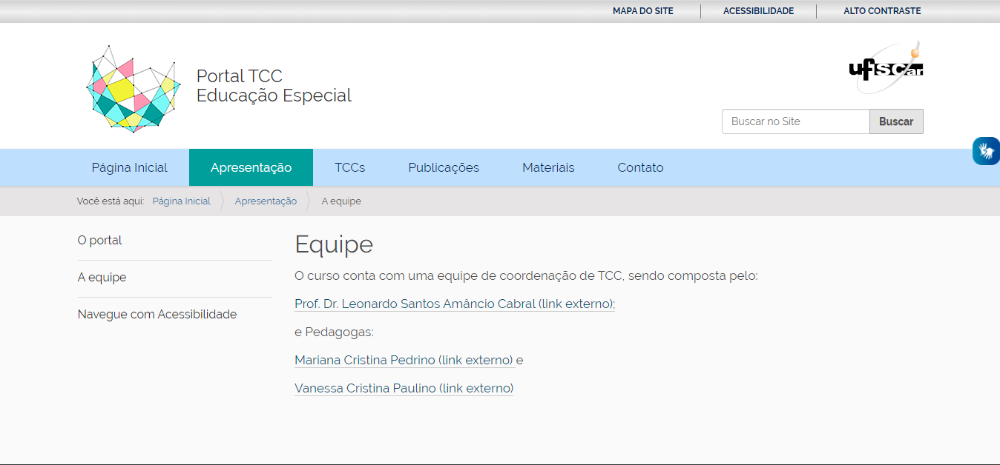 MAPA DO SITE ACESSIBILIDADE ALTO CONTRASTE
Portal TCC
Educação Especial
ufscar
Buscar no Site Buscar
Página Inicial Apresentação TCCs Publicações Materiais Contato
Você está aqui: Página Inicial Apresentação A equipe
O portal
A equipe
Navegue com Acessibilidade
Equipe
O curso conta com uma equipe de coordenação de TCC, sendo composta pelo:
Prof. Dr. Leonardo Santos Amâncio Cabral (link externo);
e Pedagogas:
Mariana Cristina Pedrino (link externo) e
Vanessa Cristina Paulino (link externo)